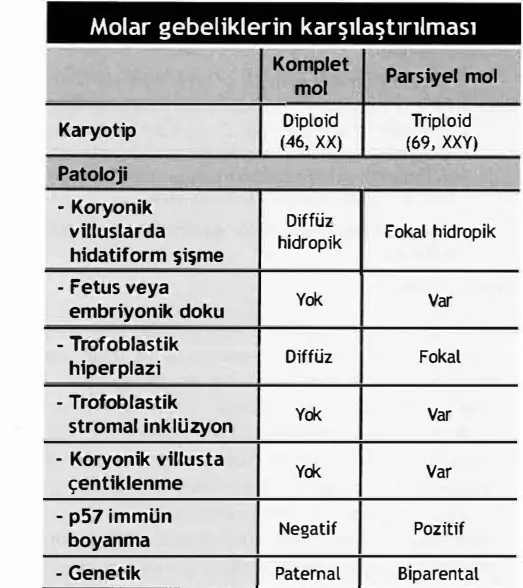 Molar gebeliklerin karşılaştırılması
Komplet mol
Parsiyel mol
Karyotip
Diploid (46, XX)
Triploid (69, XXY)
Patoloji
- Koryonik villuslarda hidatiform şişme
Diffüz hidropik
Fokal hidropik
- Fetus veya embriyonik doku
Yok
Var
- Trofoblastik hiperplazi
Diffüz
Fokal
- Trofoblastik stromal inklüzyon
Yok
Var
- Koryonik villusta çentiklenme
Yok
Var
- p57 immün boyanma
Negatif
Pozitif
- Genetik
Paternal
Biparental